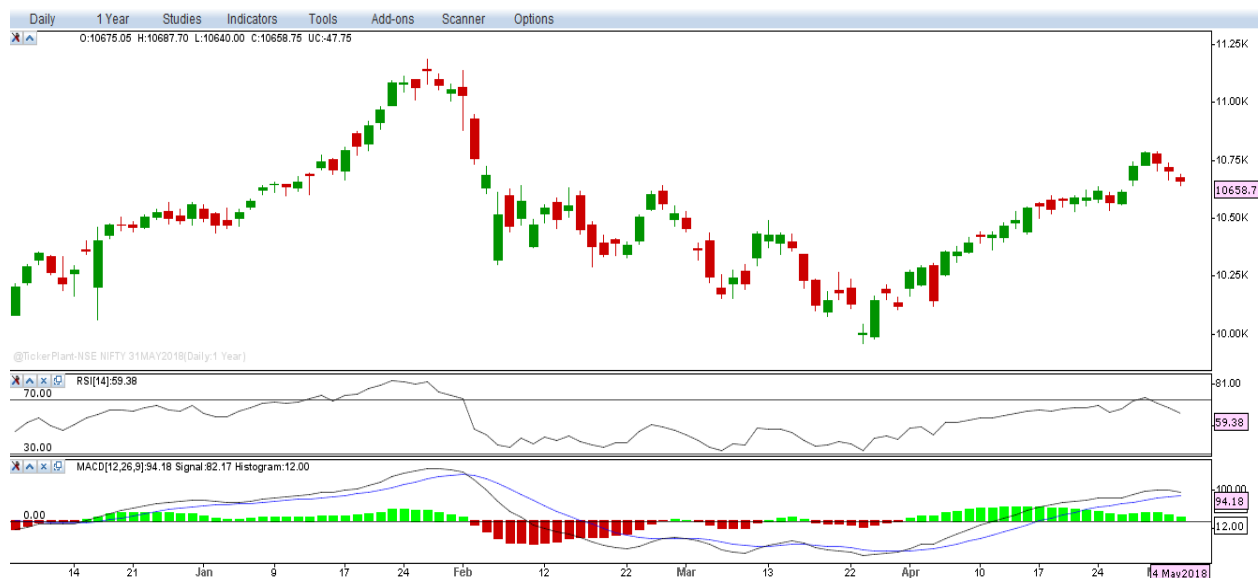 Daily 1 Year Studies Indicators Tools Add-ons Scanner Options
O:10675.05 H:10687.70 L:10640.00 C:10658.75 UC:-47.75
11.25K
11.00K
10.75K
10658.7
10.50K
10.25K
10.00K
@TickerPlant-NSE NIFTY 31MAY2018(Daily:1 Year)
RSI[14]:59.38
81.00
70.00
59.38
30.00
MACD[12,26,9]:94.18 Signal:82.17 Histogram:12.00
100.00
94.18
0.00
12.00
14 21 Jan 9 17 24 Feb 12 22 Mar 13 22 Apr 10 17 24 4 May2018